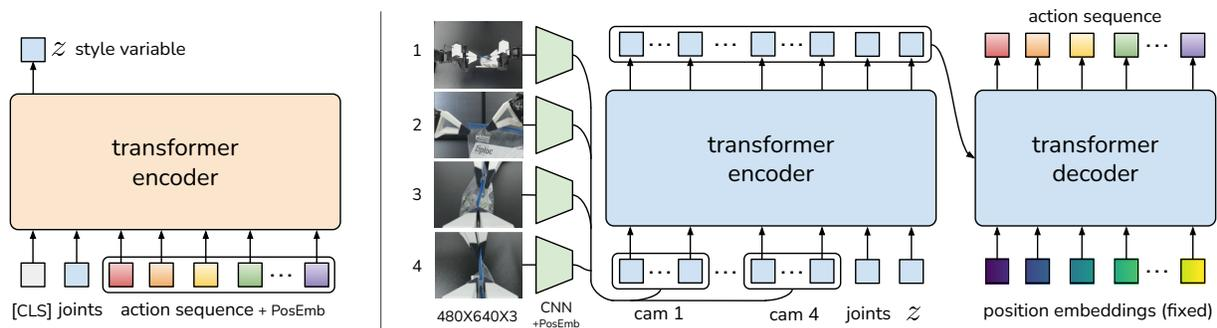 z style variable
transformer
encoder
[CLS] joints action sequence + PosEmb
1
2
3
4
Ziploc
480X640X3
CNN
+PosEmb
transformer
encoder
cam 1
cam 4
joints
z
action sequence
transformer
decoder
position embeddings (fixed)